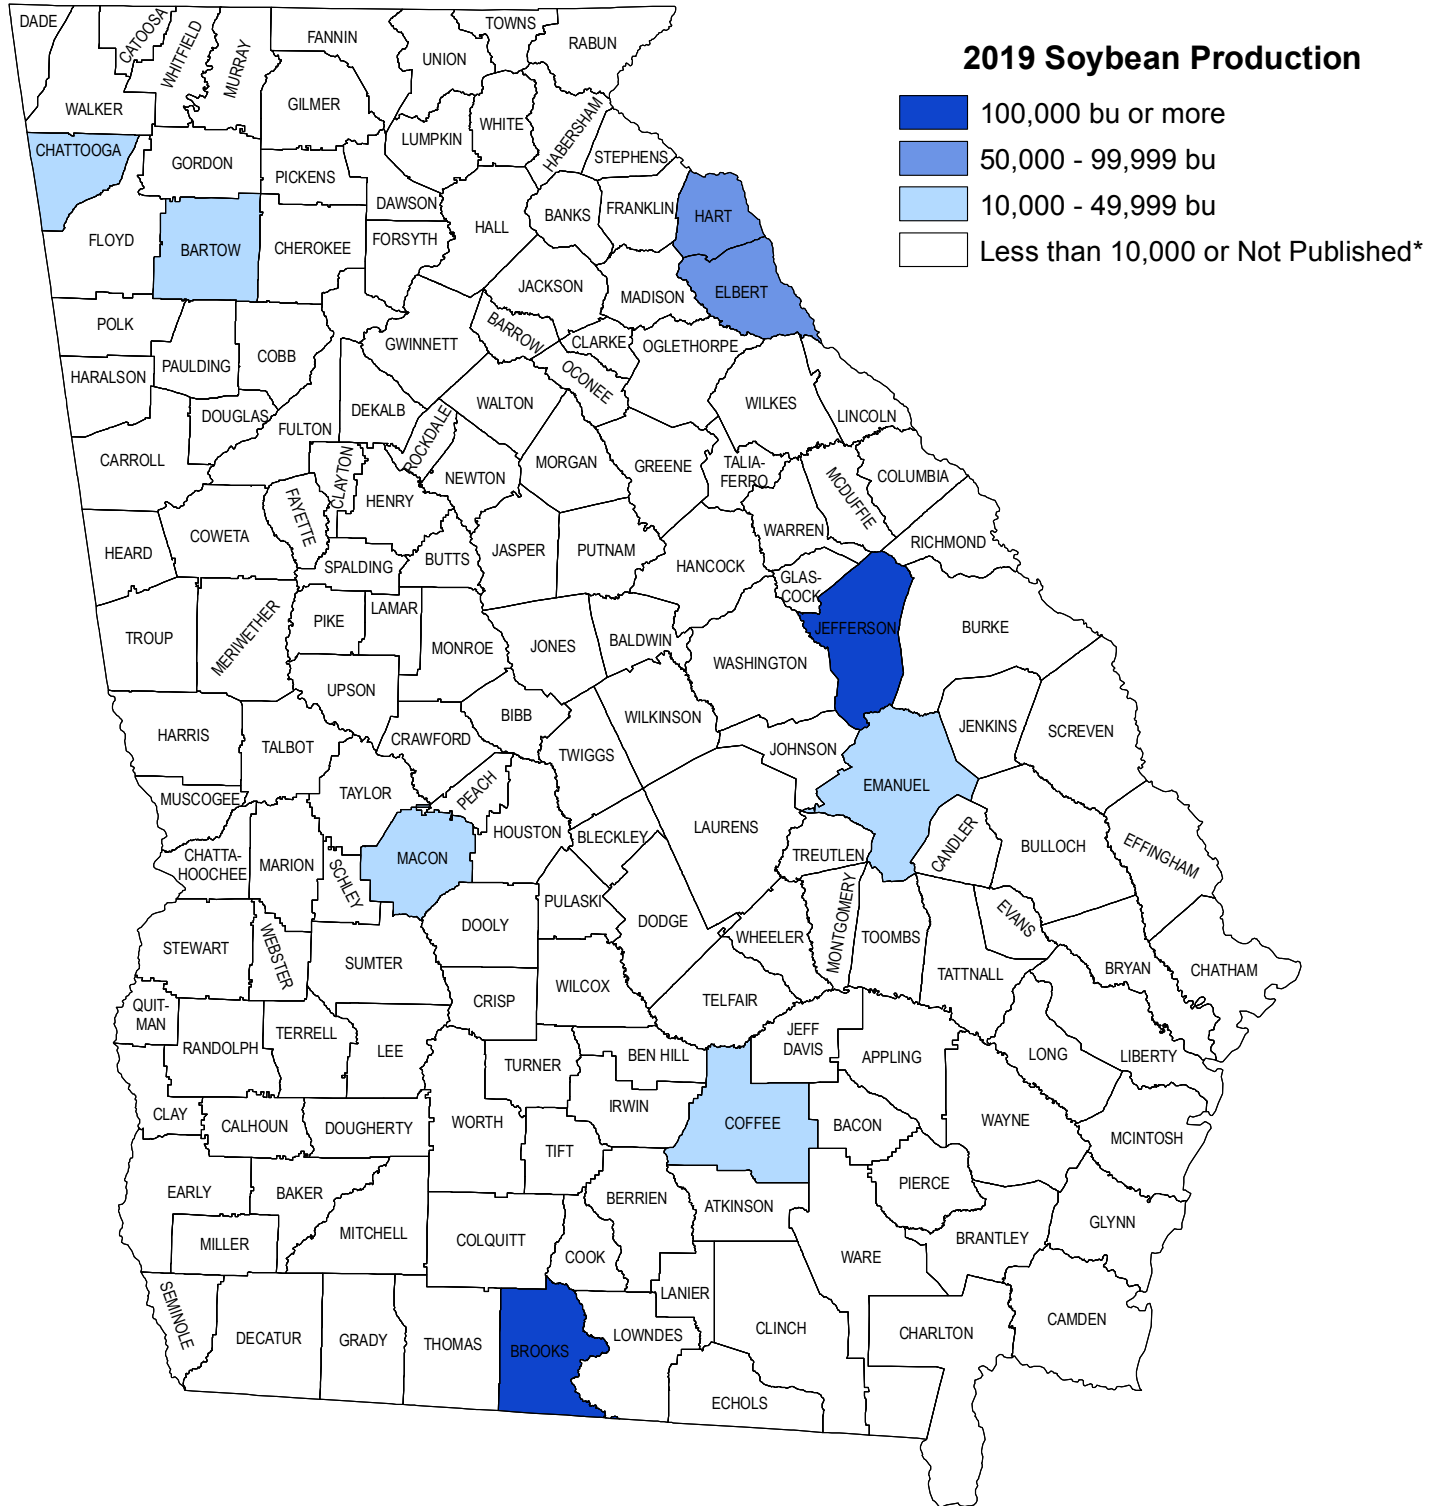 2019 Soybean Production
100,000 bu or more
50,000 - 99,999 bu
10,000 - 49,999 bu
Less than 10,000 or Not Published*
DADE
CATOOSA
WHITFIELD
MURRAY
FANNIN
UNION
TOWNS
RABUN
WALKER
GILMER
LUMPKIN
WHITE
HABERSHAM
STEPHENS
CHATTOOGA
GORDON
PICKENS
DAWSON
HALL
BANKS
FRANKLIN
HART
FLOYD
BARTOW
CHEROKEE
FORSYTH
JACKSON
MADISON
ELBERT
POLK
PAULDING
COBB
GWINNETT
BARROW
CLARKE
OGLETHORPE
HARALSON
DOUGLAS
FULTON
DEKALB
ROCKDALE
WALTON
OCONEE
WILKES
LINCOLN
CARROLL
CLAYTON
HENRY
NEWTON
MORGAN
GREENE
TALIA-
FERRO
MCDUFFIE
COLUMBIA
HEARD
COWETA
FAYETTE
SPALDING
BUTTS
JASPER
PUTNAM
HANCOCK
WARREN
GLAS-
COCK
RICHMOND
TROUP
MERIWETHER
PIKE
LAMAR
MONROE
JONES
BALDWIN
WASHINGTON
JEFFERSON
BURKE
UPSON
BIBB
WILKINSON
JENKINS
SCREVEN
HARRIS
TALBOT
CRAWFORD
TWIGGS
JOHNSON
EMANUEL
MUSCOGEE
TAYLOR
PEACH
HOUSTON
BLECKLEY
LAURENS
TREUTLEN
CANDLER
BULLOCH
EFFINGHAM
CHATTA-
HOOCHEE
MARION
SCHLEY
MACON
PULASKI
DODGE
WHEELER
MONTGOMERY
TOOMBS
EVANS
STEWART
WEBSTER
SUMTER
DOOLY
TATTNALL
BRYAN
CHATHAM
QUIT-
MAN
CRISP
WILCOX
TELFAIR
RANDOLPH
TERRELL
LEE
TURNER
BEN HILL
JEFF
DAVIS
APPLING
LONG
LIBERTY
CLAY
CALHOUN
DOUGHERTY
WORTH
IRWIN
COFFEE
BACON
WAYNE
MCINTOSH
TIFT
EARLY
BAKER
BERRIEN
ATKINSON
PIERCE
MILLER
MITCHELL
COLQUITT
COOK
WARE
BRANTLEY
GLYNN
SEMINOLE
DECATUR
GRADY
THOMAS
BROOKS
LOWNDES
LANIER
CLINCH
CHARLTON
CAMDEN
ECHOLS